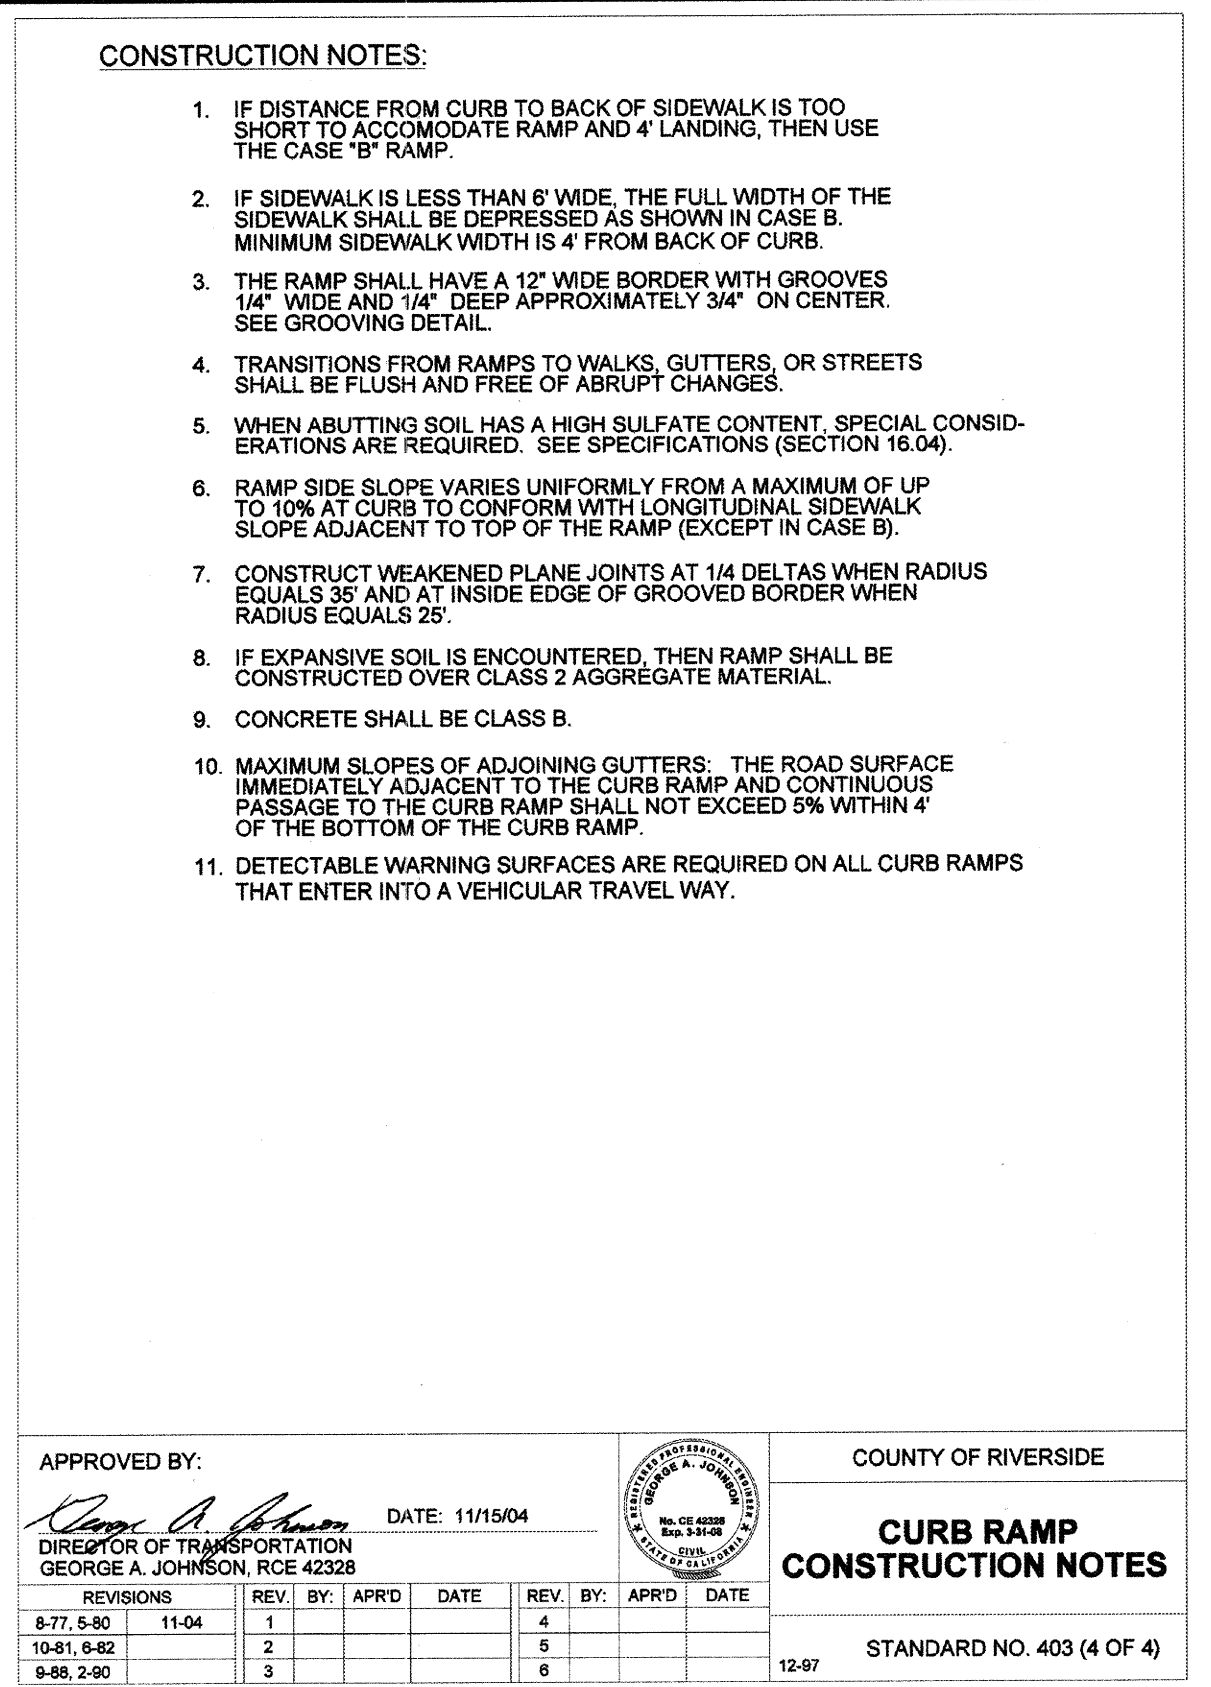 CONSTRUCTION NOTES:
1. IF DISTANCE FROM CURB TO BACK OF SIDEWALK IS TOO
SHORT TO ACCOMODATE RAMP AND 4' LANDING, THEN USE
THE CASE "B" RAMP.
2. IF SIDEWALK IS LESS THAN 6' WIDE, THE FULL WIDTH OF THE
SIDEWALK SHALL BE DEPRESSED AS SHOWN IN CASE B.
MINIMUM SIDEWALK WIDTH IS 4' FROM BACK OF CURB.
3. THE RAMP SHALL HAVE A 12" WIDE BORDER WITH GROOVES
1/4" WIDE AND 1/4" DEEP APPROXIMATELY 3/4" ON CENTER.
SEE GROOVING DETAIL.
4. TRANSITIONS FROM RAMPS TO WALKS, GUTTERS, OR STREETS
SHALL BE FLUSH AND FREE OF ABRUPT CHANGES.
5. WHEN ABUTTING SOIL HAS A HIGH SULFATE CONTENT, SPECIAL CONSID-
ERATIONS ARE REQUIRED. SEE SPECIFICATIONS (SECTION 16.04).
6. RAMP SIDE SLOPE VARIES UNIFORMLY FROM A MAXIMUM OF UP
TO 10% AT CURB TO CONFORM WITH LONGITUDINAL SIDEWALK
SLOPE ADJACENT TO TOP OF THE RAMP (EXCEPT IN CASE B).
7. CONSTRUCT WEAKENED PLANE JOINTS AT 1/4 DELTAS WHEN RADIUS
EQUALS 35' AND AT INSIDE EDGE OF GROOVED BORDER WHEN
RADIUS EQUALS 25'.
8. IF EXPANSIVE SOIL IS ENCOUNTERED, THEN RAMP SHALL BE
CONSTRUCTED OVER CLASS 2 AGGREGATE MATERIAL.
9. CONCRETE SHALL BE CLASS B.
10. MAXIMUM SLOPES OF ADJOINING GUTTERS: THE ROAD SURFACE
IMMEDIATELY ADJACENT TO THE CURB RAMP AND CONTINUOUS
PASSAGE TO THE CURB RAMP SHALL NOT EXCEED 5% WITHIN 4'
OF THE BOTTOM OF THE CURB RAMP.
11. DETECTABLE WARNING SURFACES ARE REQUIRED ON ALL CURB RAMPS
THAT ENTER INTO A VEHICULAR TRAVEL WAY.
APPROVED BY:
George A. Johnson DATE: 11/15/04
DIRECTOR OF TRANSPORTATION
GEORGE A. JOHNSON, RCE 42328
REGISTERED PROFESSIONAL ENGINEER
GEORGE A. JOHNSON
No. CE 42328
Exp. 3-31-08
CIVIL
STATE OF CALIFORNIA
COUNTY OF RIVERSIDE
CURB RAMP
CONSTRUCTION NOTES
REVISIONS REV. BY: APR'D DATE REV. BY: APR'D DATE
8-77, 5-80 11-04 1 4
10-81, 6-82 2 5
9-88, 2-90 3 6
12-97 STANDARD NO. 403 (4 OF 4)